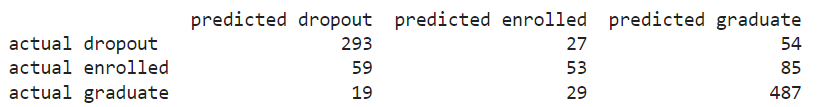 predicted dropout predicted enrolled predicted graduate
actual dropout 293 27 54
actual enrolled 59 53 85
actual graduate 19 29 487